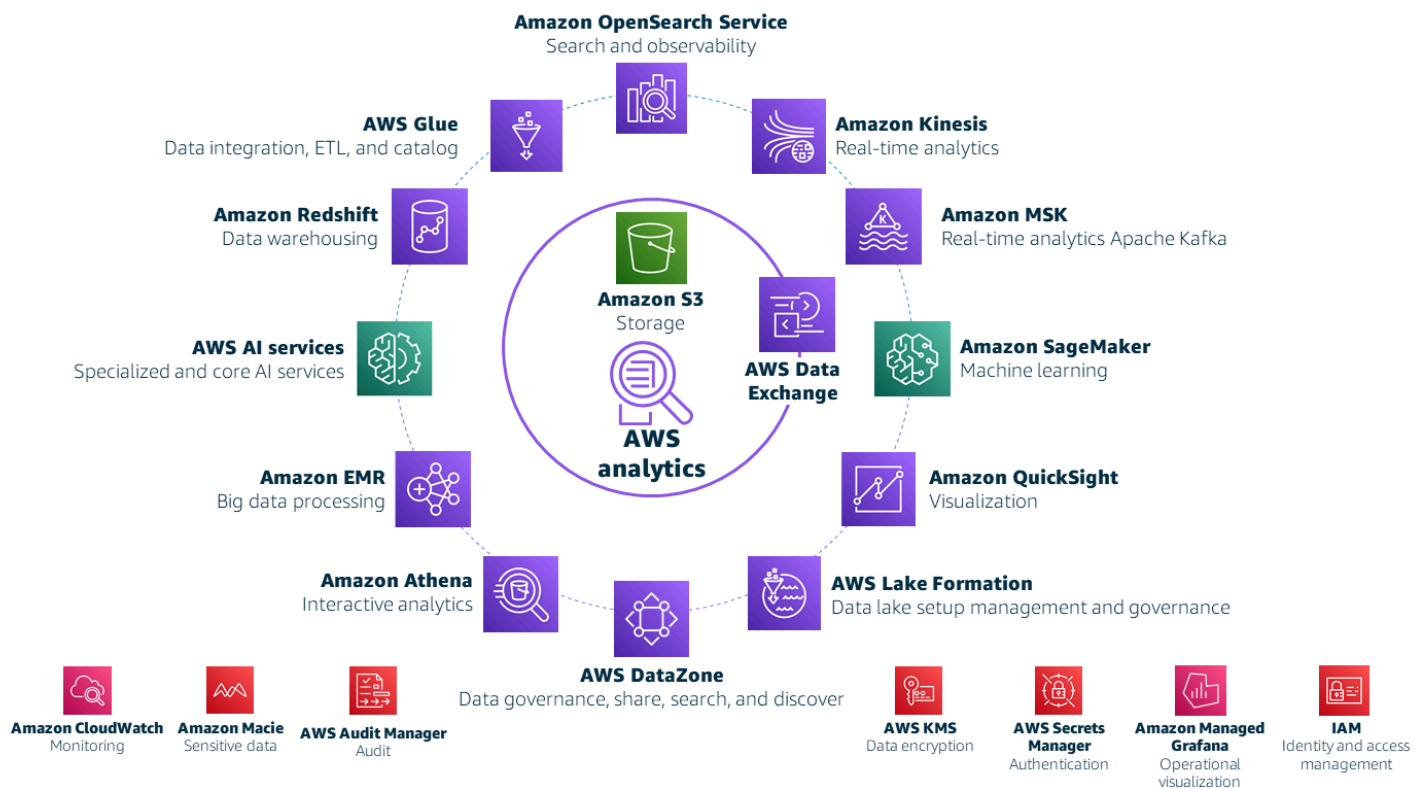 Amazon OpenSearch Service
Search and observability
AWS Glue
Data integration, ETL, and catalog
Amazon Kinesis
Real-time analytics
Amazon Redshift
Data warehousing
Amazon MSK
Real-time analytics Apache Kafka
K
Amazon S3
Storage
AWS Data
Exchange
AWS
analytics
AWS AI services
Specialized and core AI services
Amazon SageMaker
Machine learning
Amazon EMR
Big data processing
Amazon QuickSight
Visualization
Amazon Athena
Interactive analytics
AWS Lake Formation
Data lake setup management and governance
AWS DataZone
Data governance, share, search, and discover
Amazon CloudWatch
Monitoring
Amazon Macie
Sensitive data
AWS Audit Manager
Audit
AWS KMS
Data encryption
AWS Secrets
Manager
Authentication
Amazon Managed
Grafana
Operational
visualization
IAM
Identity and access
management